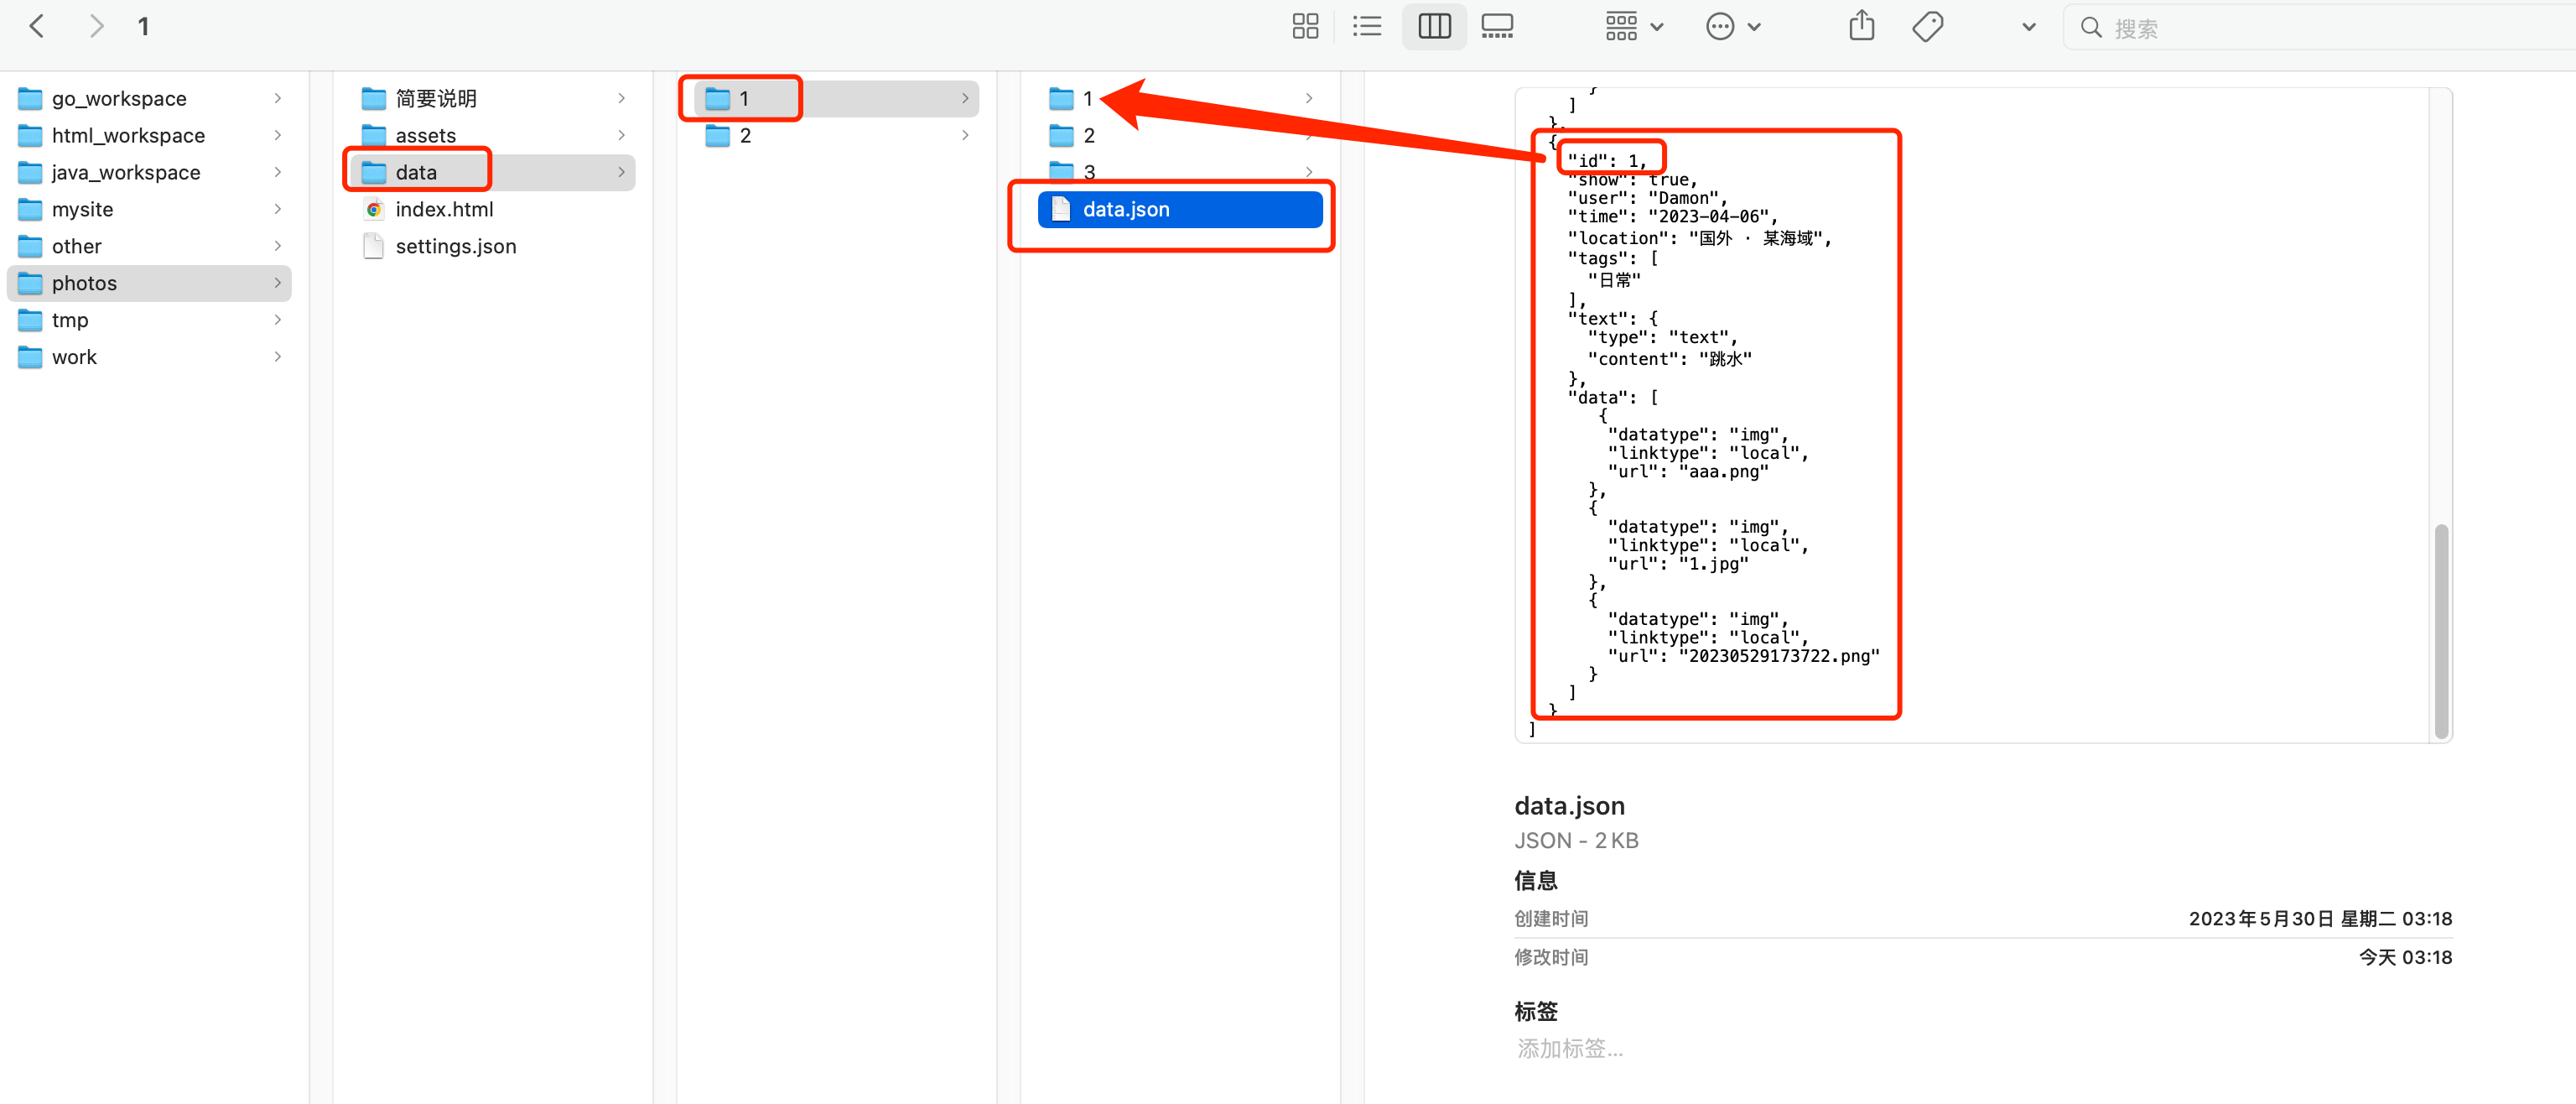 1
搜索
go_workspace
html_workspace
java_workspace
mysite
other
photos
tmp
work
简要说明
assets
data
index.html
settings.json
1
2
1
2
3
data.json
}
]
},
{
"id": 1,
"show": true,
"user": "Damon",
"time": "2023-04-06",
"location": "国外 · 某海域",
"tags": [
"日常"
],
"text": {
"type": "text",
"content": "跳水"
},
"data": [
{
"datatype": "img",
"linktype": "local",
"url": "aaa.png"
},
{
"datatype": "img",
"linktype": "local",
"url": "1.jpg"
},
{
"datatype": "img",
"linktype": "local",
"url": "20230529173722.png"
}
]
}
]
data.json
JSON - 2 KB
信息
创建时间 2023年5月30日 星期二 03:18
修改时间 今天 03:18
标签
添加标签...